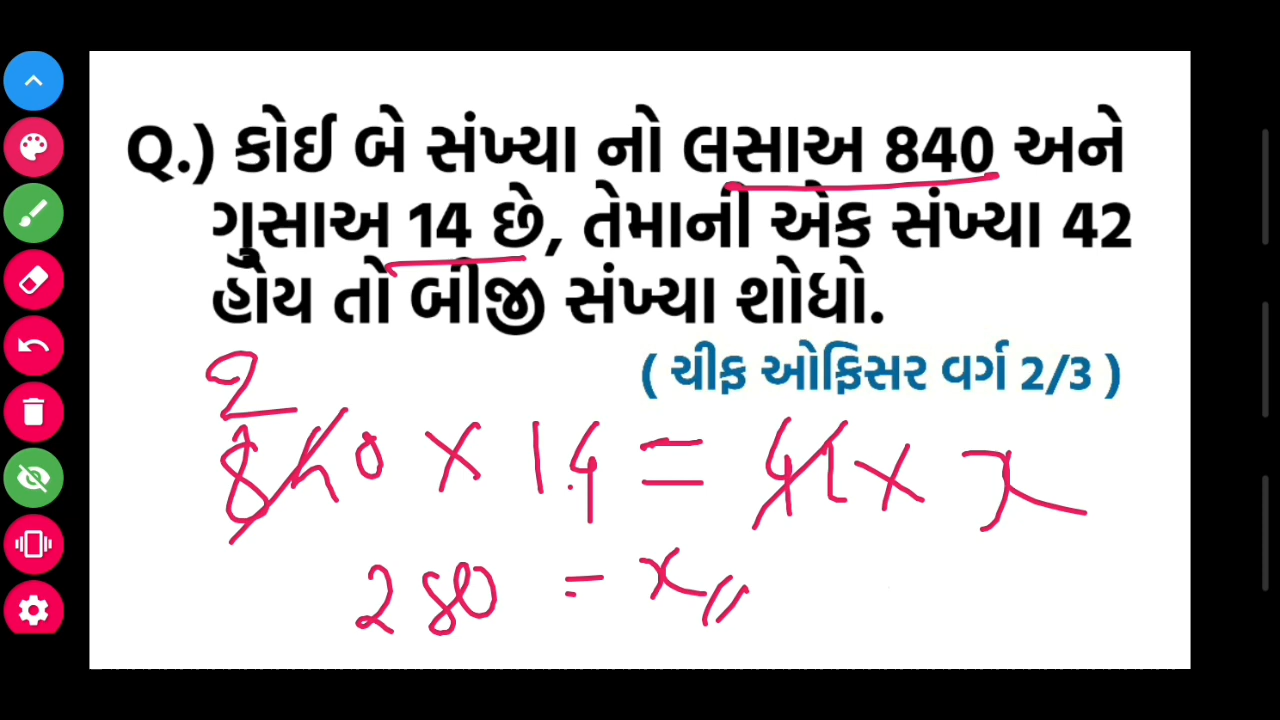 Q.) કોઈ બે સંખ્યા નો લસાઅ 840 અને
ગુસાઅ 14 છે, તેમાની એક સંખ્યા 42
હોય તો બીજી સંખ્યા શોધો.
( ચીફ ઓફિસર વર્ગ 2/3 )
2
840 × 14 = 42 × x
280 = x